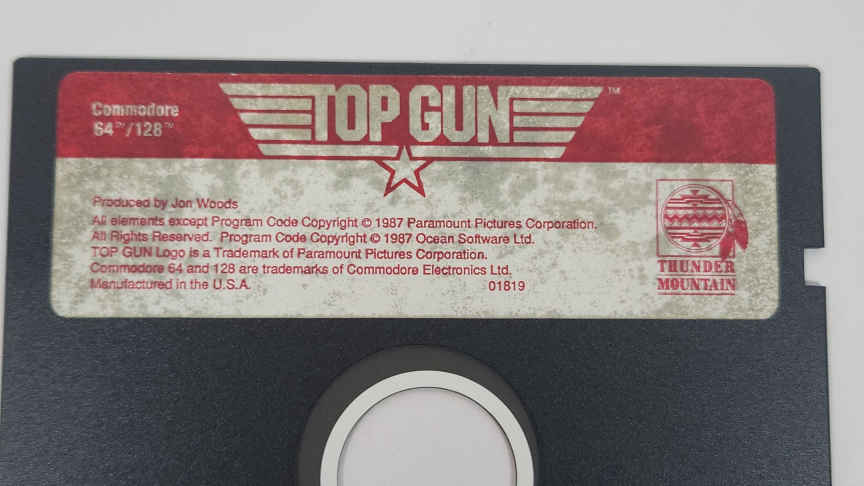 Commodore
64™/128™
TOP GUN™
Produced by Jon Woods
All elements except Program Code Copyright © 1987 Paramount Pictures Corporation.
All Rights Reserved. Program Code Copyright © 1987 Ocean Software Ltd.
TOP GUN Logo is a Trademark of Paramount Pictures Corporation.
Commodore 64 and 128 are trademarks of Commodore Electronics Ltd.
Manufactured in the U.S.A. 01819
THUNDER
MOUNTAIN